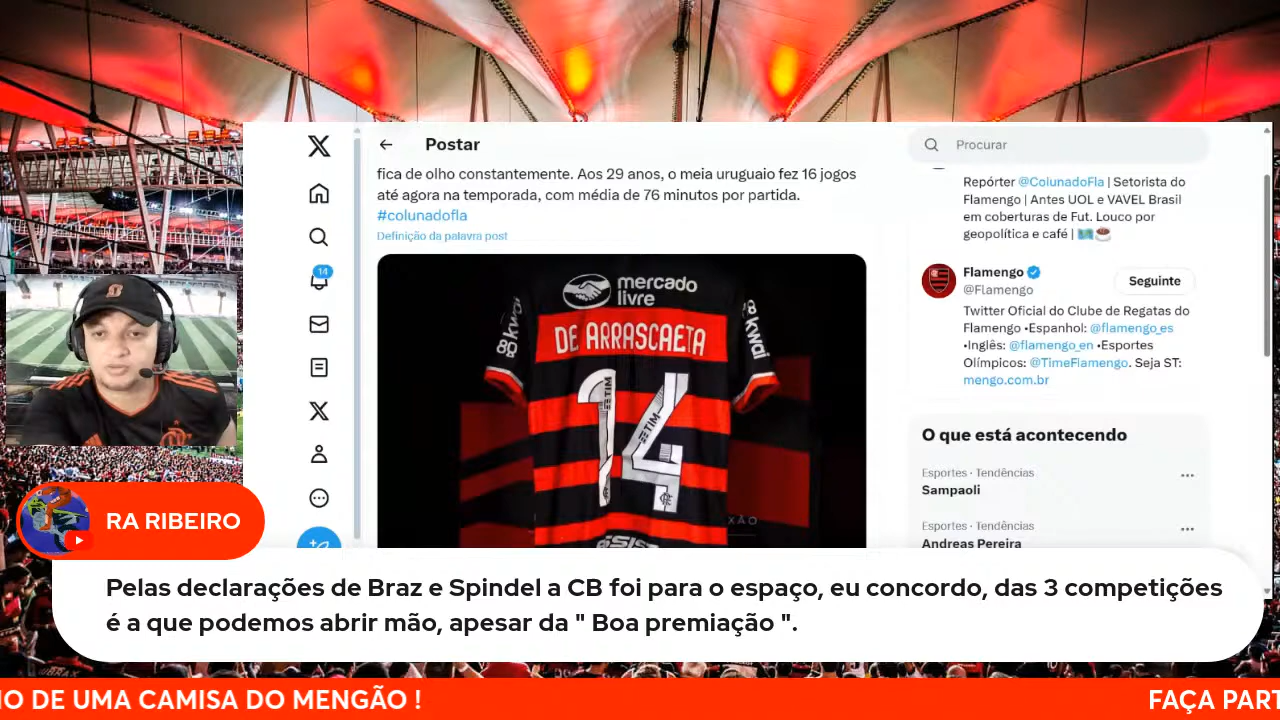 Postar
Procurar
fica de olho constantemente. Aos 29 anos, o meia uruguaio fez 16 jogos
até agora na temporada, com média de 76 minutos por partida.
#colunadofla
Definição da palavra post
14
mercado
livre
kwai
kwai
DE ARRASCAETA
14
TIM
TIM
ASSIS
XÃO
Repórter @ColunadoFla | Setorista do
Flamengo | Antes UOL e VAVEL Brasil
em coberturas de Fut. Louco por
geopolítica e café |
Flamengo
@Flamengo
Seguinte
Twitter Oficial do Clube de Regatas do
Flamengo •Espanhol: @flamengo_es
•Inglês: @flamengo_en •Esportes
Olímpicos: @TimeFlamengo. Seja ST:
mengo.com.br
O que está acontecendo
Esportes · Tendências
Sampaoli
Esportes · Tendências
Andreas Pereira
RA RIBEIRO
Pelas declarações de Braz e Spindel a CB foi para o espaço, eu concordo, das 3 competições
é a que podemos abrir mão, apesar da " Boa premiação ".
IO DE UMA CAMISA DO MENGÃO !
FAÇA PART